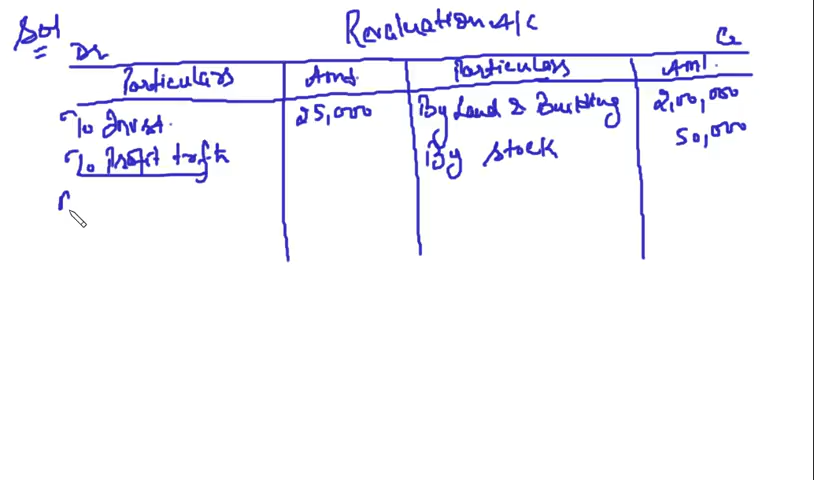 Sol
Revaluation A/c
Dr Cr
Particulars Amt. Particulars Amt.
To Invst. 25,000 By Land & Building 2,00,000
To Profit trfr By stock 50,000